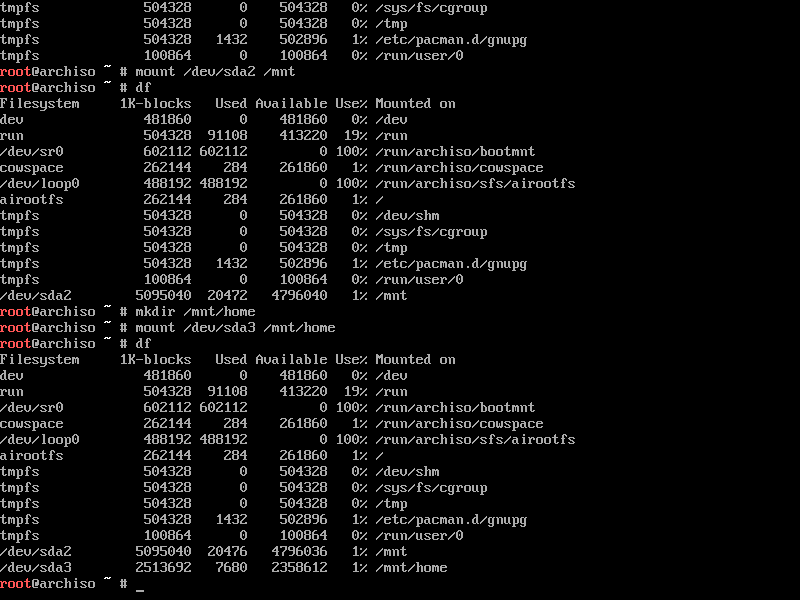 tmpfs             504328       0    504328   0% /sys/fs/cgroup
tmpfs             504328       0    504328   0% /tmp
tmpfs             504328    1432    502896   1% /etc/pacman.d/gnupg
tmpfs             100864       0    100864   0% /run/user/0
root@archiso ~ # mount /dev/sda2 /mnt
root@archiso ~ # df
Filesystem     1K-blocks   Used Available Use% Mounted on
dev               481860      0    481860   0% /dev
run               504328  91108    413220  19% /run
/dev/sr0          602112 602112         0 100% /run/archiso/bootmnt
cowspace          262144    284    261860   1% /run/archiso/cowspace
/dev/loop0        488192 488192         0 100% /run/archiso/sfs/airootfs
airootfs          262144    284    261860   1% /
tmpfs             504328      0    504328   0% /dev/shm
tmpfs             504328      0    504328   0% /sys/fs/cgroup
tmpfs             504328      0    504328   0% /tmp
tmpfs             504328   1432    502896   1% /etc/pacman.d/gnupg
tmpfs             100864      0    100864   0% /run/user/0
/dev/sda2        5095040  20472   4796040   1% /mnt
root@archiso ~ # mkdir /mnt/home
root@archiso ~ # mount /dev/sda3 /mnt/home
root@archiso ~ # df
Filesystem     1K-blocks   Used Available Use% Mounted on
dev               481860      0    481860   0% /dev
run               504328  91108    413220  19% /run
/dev/sr0          602112 602112         0 100% /run/archiso/bootmnt
cowspace          262144    284    261860   1% /run/archiso/cowspace
/dev/loop0        488192 488192         0 100% /run/archiso/sfs/airootfs
airootfs          262144    284    261860   1% /
tmpfs             504328      0    504328   0% /dev/shm
tmpfs             504328      0    504328   0% /sys/fs/cgroup
tmpfs             504328      0    504328   0% /tmp
tmpfs             504328   1432    502896   1% /etc/pacman.d/gnupg
tmpfs             100864      0    100864   0% /run/user/0
/dev/sda2        5095040  20476   4796036   1% /mnt
/dev/sda3        2513692   7680   2358612   1% /mnt/home
root@archiso ~ # _